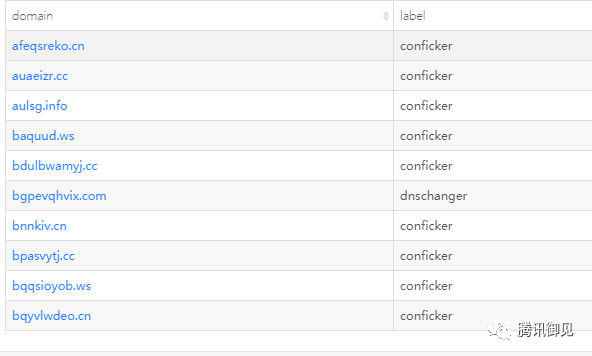 domain label
afeqsreko.cn conficker
auaeizr.cc conficker
aulsg.info conficker
baquud.ws conficker
bdulbwamyj.cc conficker
bgpevqhvix.com dnschanger
bnnkiv.cn conficker
bpasvytj.cc conficker
bqqsioyob.ws conficker
bqyvlwdeo.cn conficker
腾讯御见